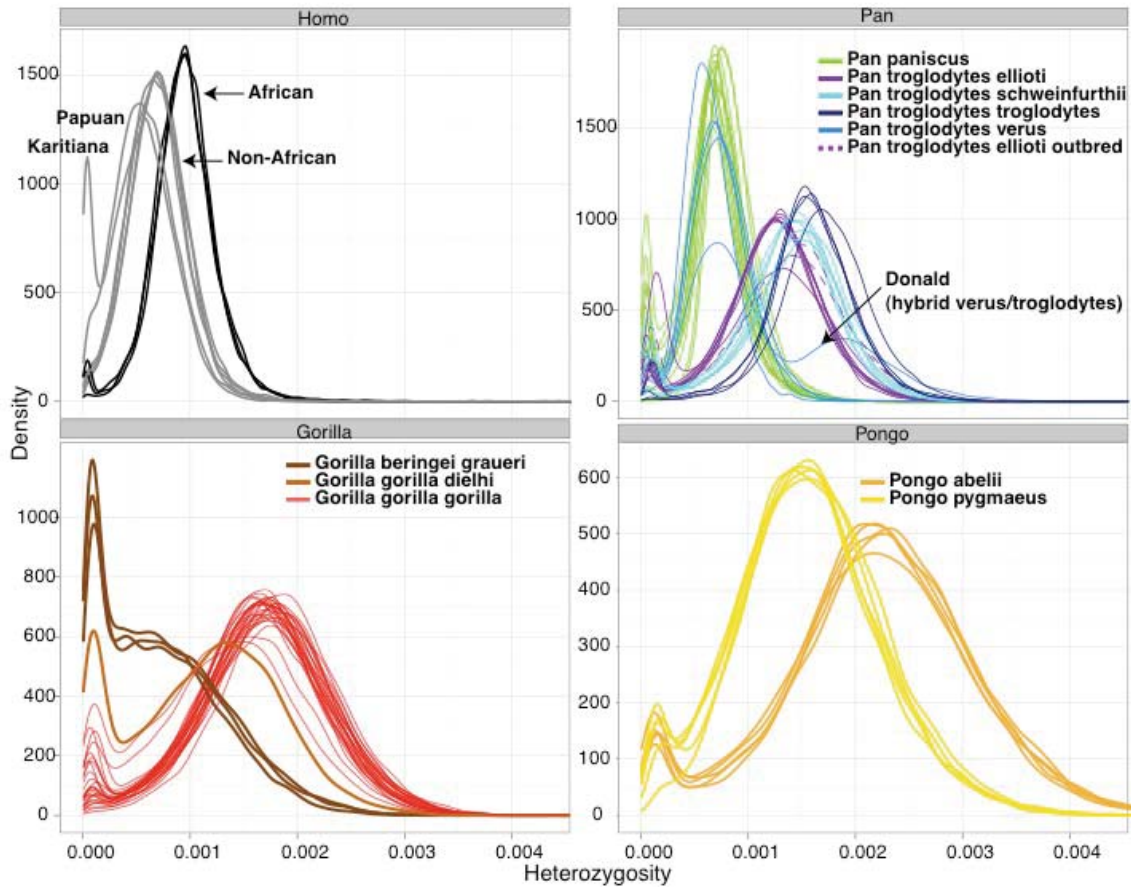 Homo
1500
1000
500
0
African
Papuan
Karitiana
Non-African
Pan
1500
1000
500
0
Pan paniscus
Pan troglodytes ellioti
Pan troglodytes schweinfurthii
Pan troglodytes troglodytes
Pan troglodytes verus
Pan troglodytes ellioti outbred
Donald
(hybrid verus/troglodytes)
Density
Gorilla
1000
800
600
400
200
0
Gorilla beringei graueri
Gorilla gorilla dielhi
Gorilla gorilla gorilla
0.000 0.001 0.002 0.003 0.004
Pongo
600
500
400
300
200
100
0
Pongo abelii
Pongo pygmaeus
0.000 0.001 0.002 0.003 0.004
Heterozygosity